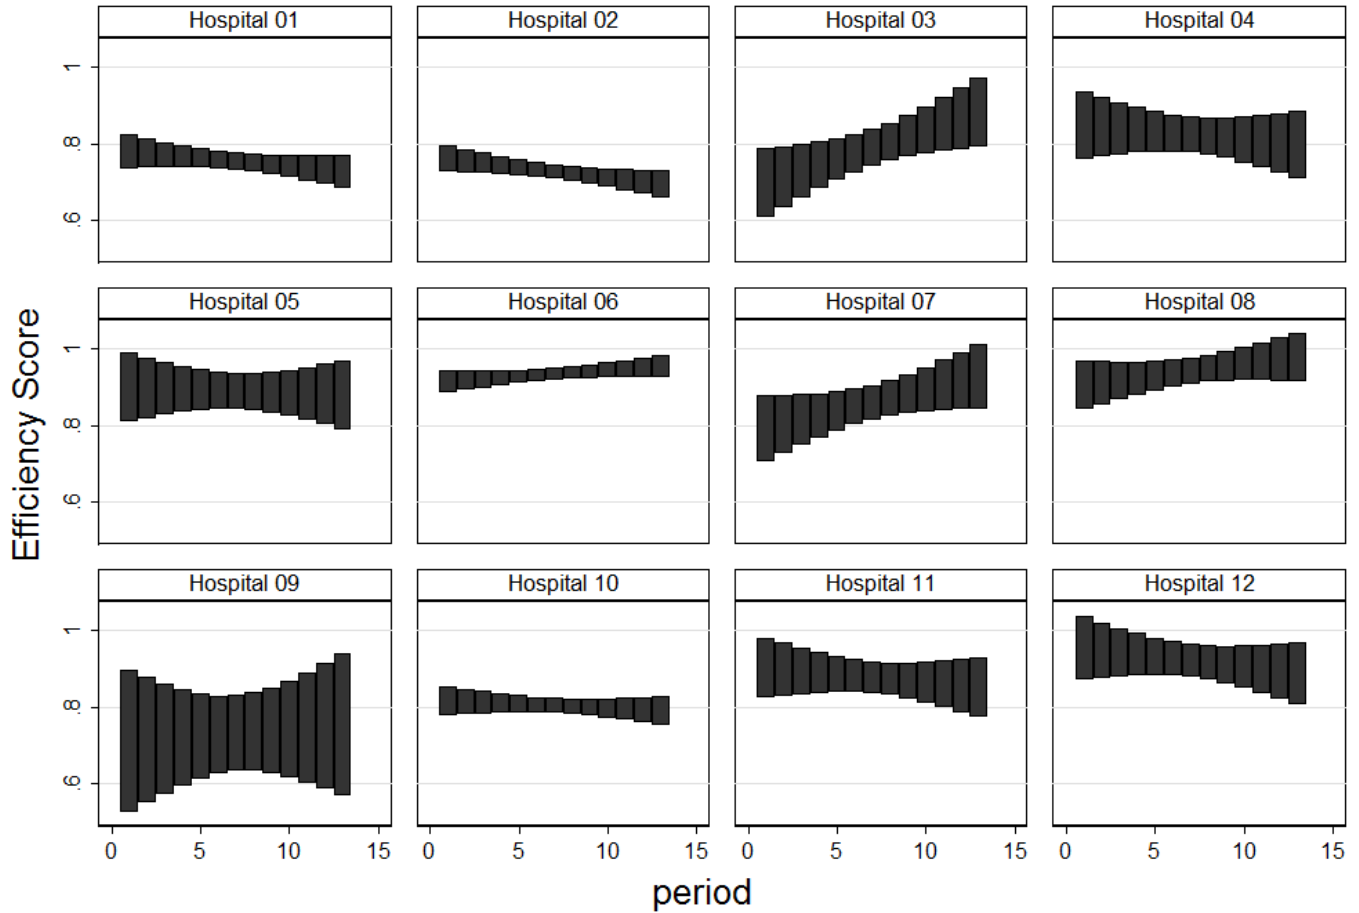 Hospital 01 Hospital 02 Hospital 03 Hospital 04
1
.8
.6
Hospital 05 Hospital 06 Hospital 07 Hospital 08
1
.8
.6
Hospital 09 Hospital 10 Hospital 11 Hospital 12
1
.8
.6
0 5 10 15 0 5 10 15 0 5 10 15 0 5 10 15
Efficiency Score
period